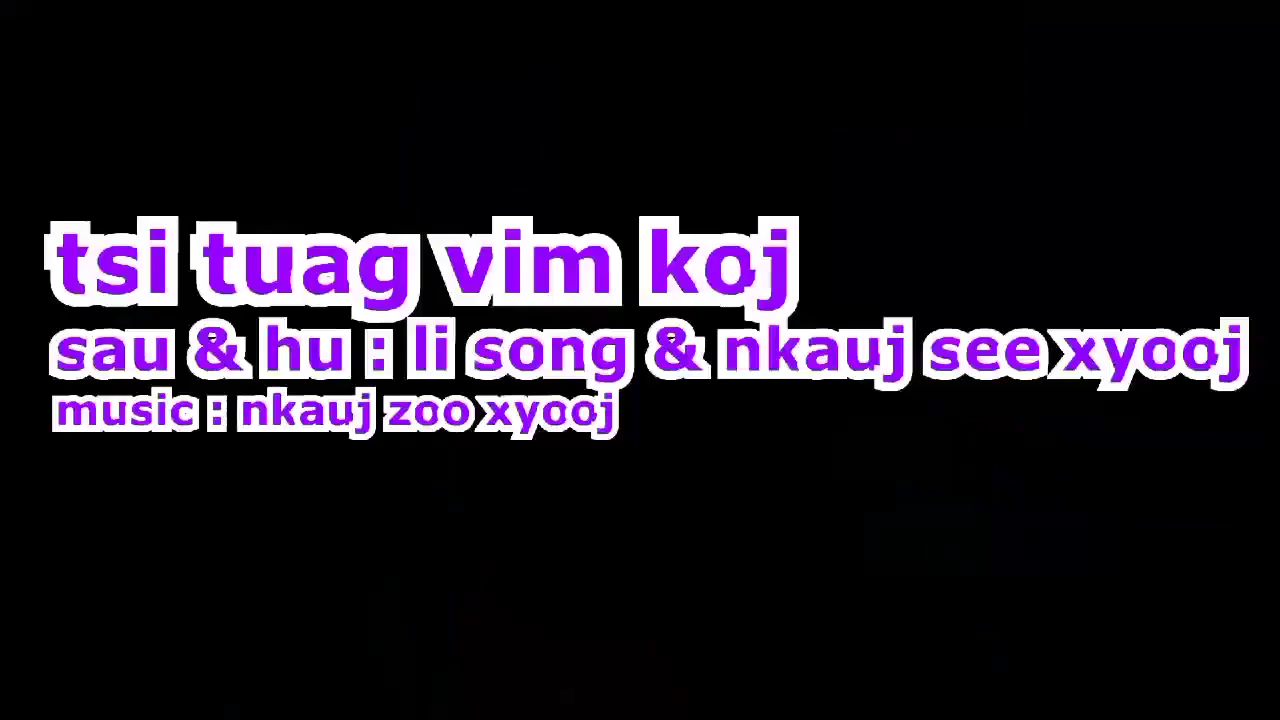 tsi tuag vim koj
sau & hu : li song & nkauj see xyooj
music : nkauj zoo xyooj